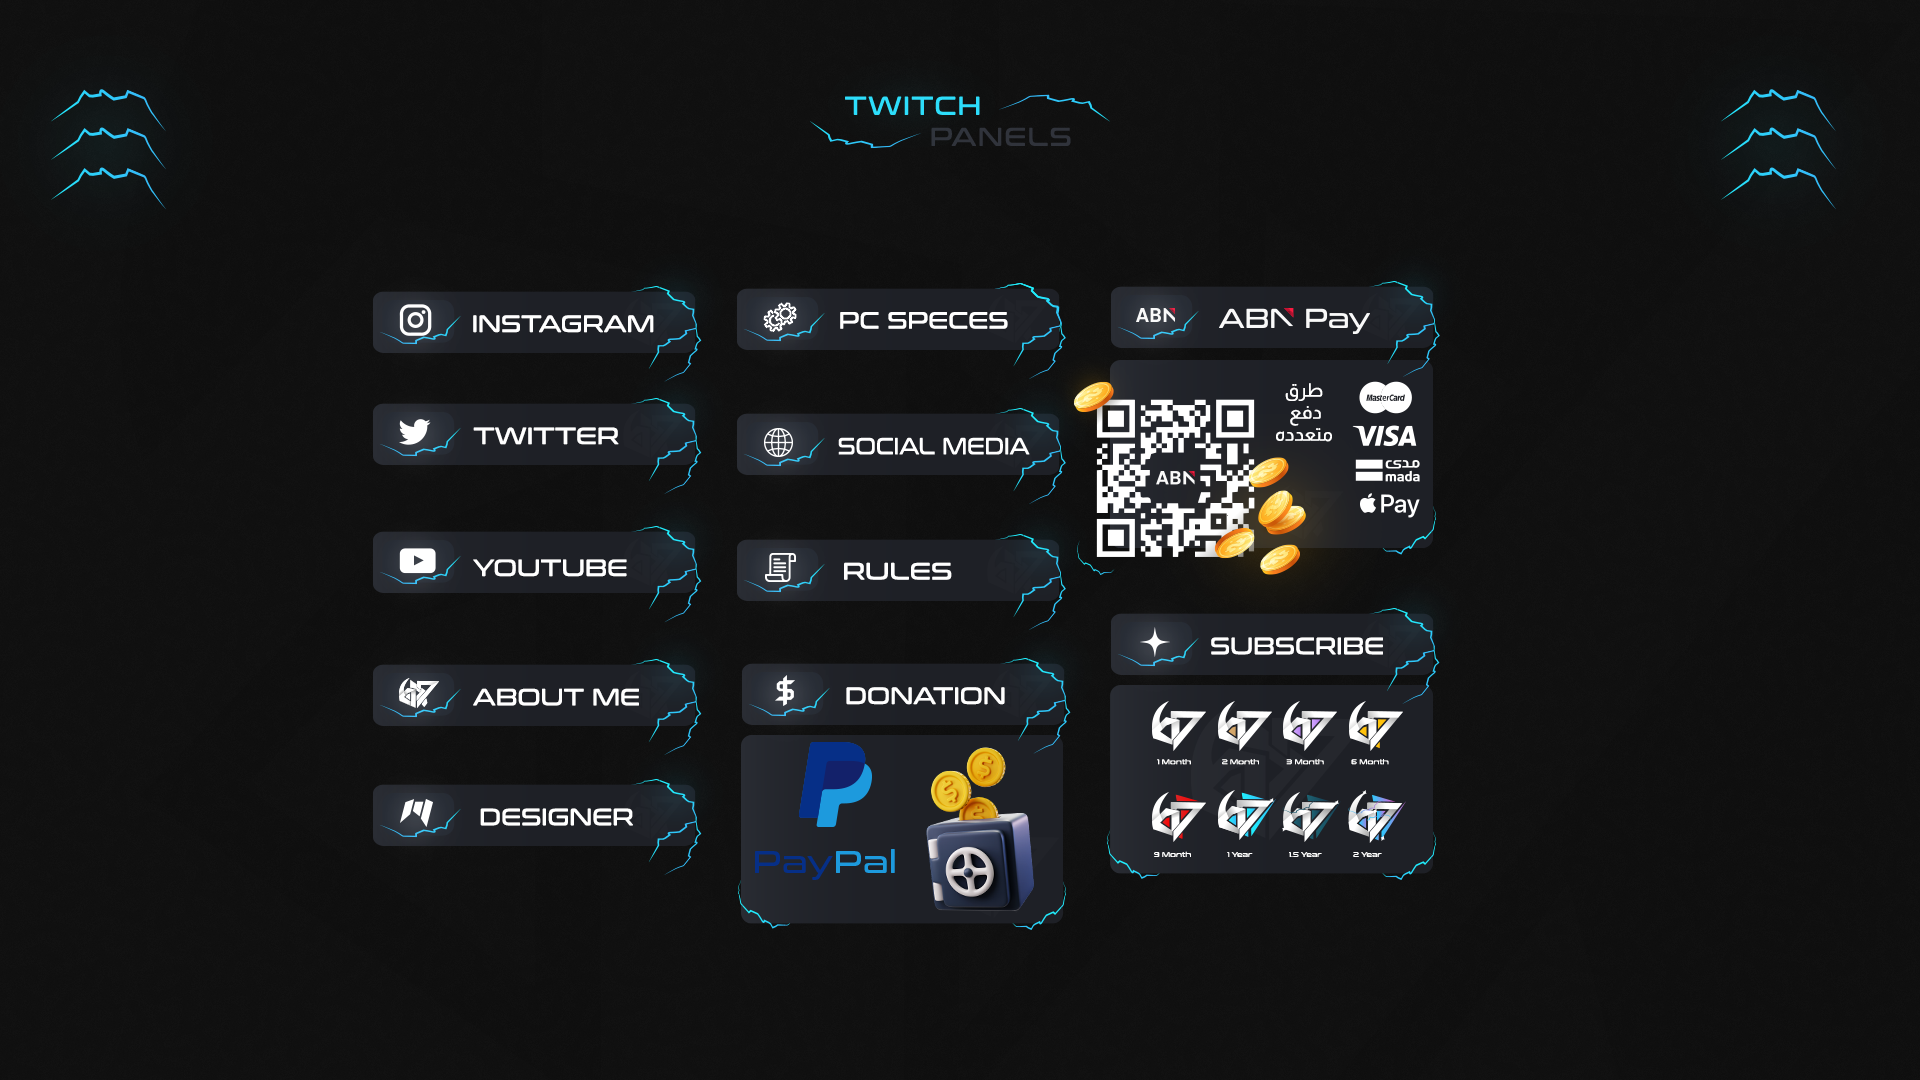 TWITCH
PANELS
INSTAGRAM
TWITTER
YOUTUBE
ABOUT ME
DESIGNER
PC SPECES
SOCIAL MEDIA
RULES
DONATION
PayPal
ABN
ABN Pay
طرق
دفع
متعدده
MasterCard
VISA
مدى
mada
Pay
ABN
SUBSCRIBE
1 Month
2 Month
3 Month
6 Month
9 Month
1 Year
1.5 Year
2 Year